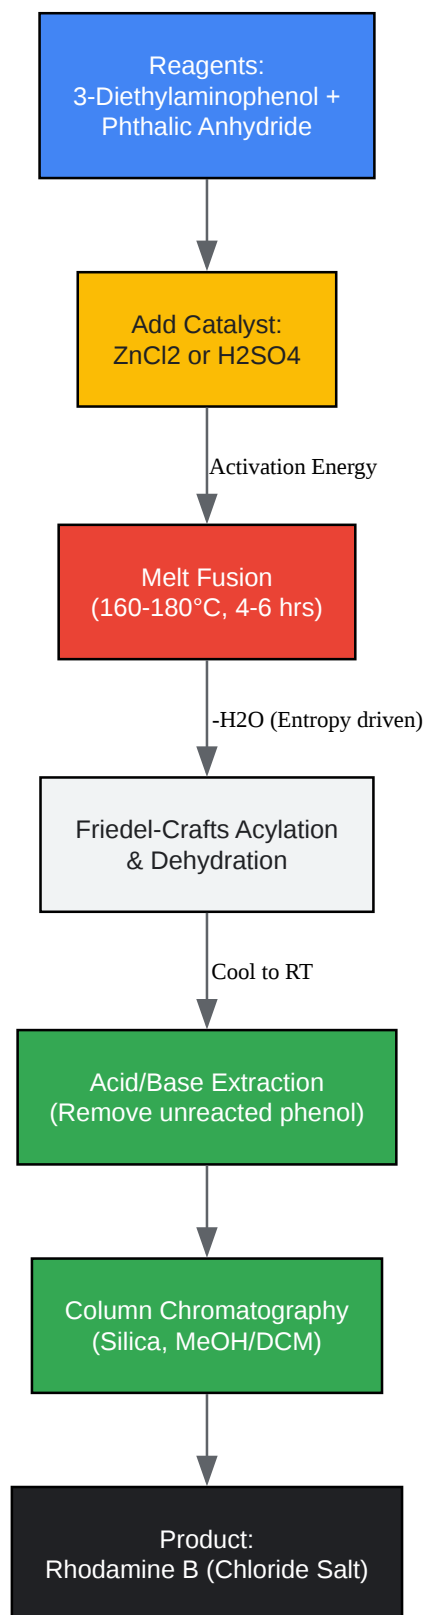 Reagents:
3-Diethylaminophenol +
Phthalic Anhydride
Add Catalyst:
ZnCl2 or H2SO4
Activation Energy
Melt Fusion
(160-180°C, 4-6 hrs)
-H2O (Entropy driven)
Friedel-Crafts Acylation
& Dehydration
Cool to RT
Acid/Base Extraction
(Remove unreacted phenol)
Column Chromatography
(Silica, MeOH/DCM)
Product:
Rhodamine B (Chloride Salt)